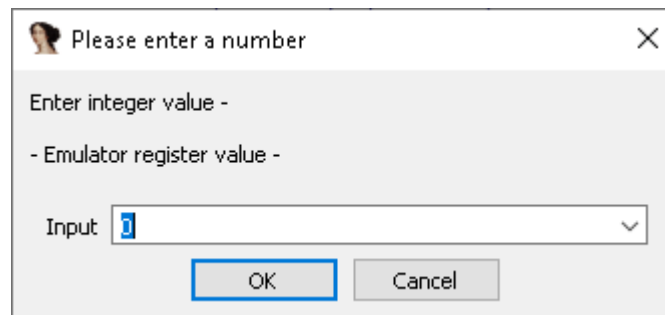 Please enter a number
Enter integer value -
- Emulator register value -
Input 0
OK Cancel